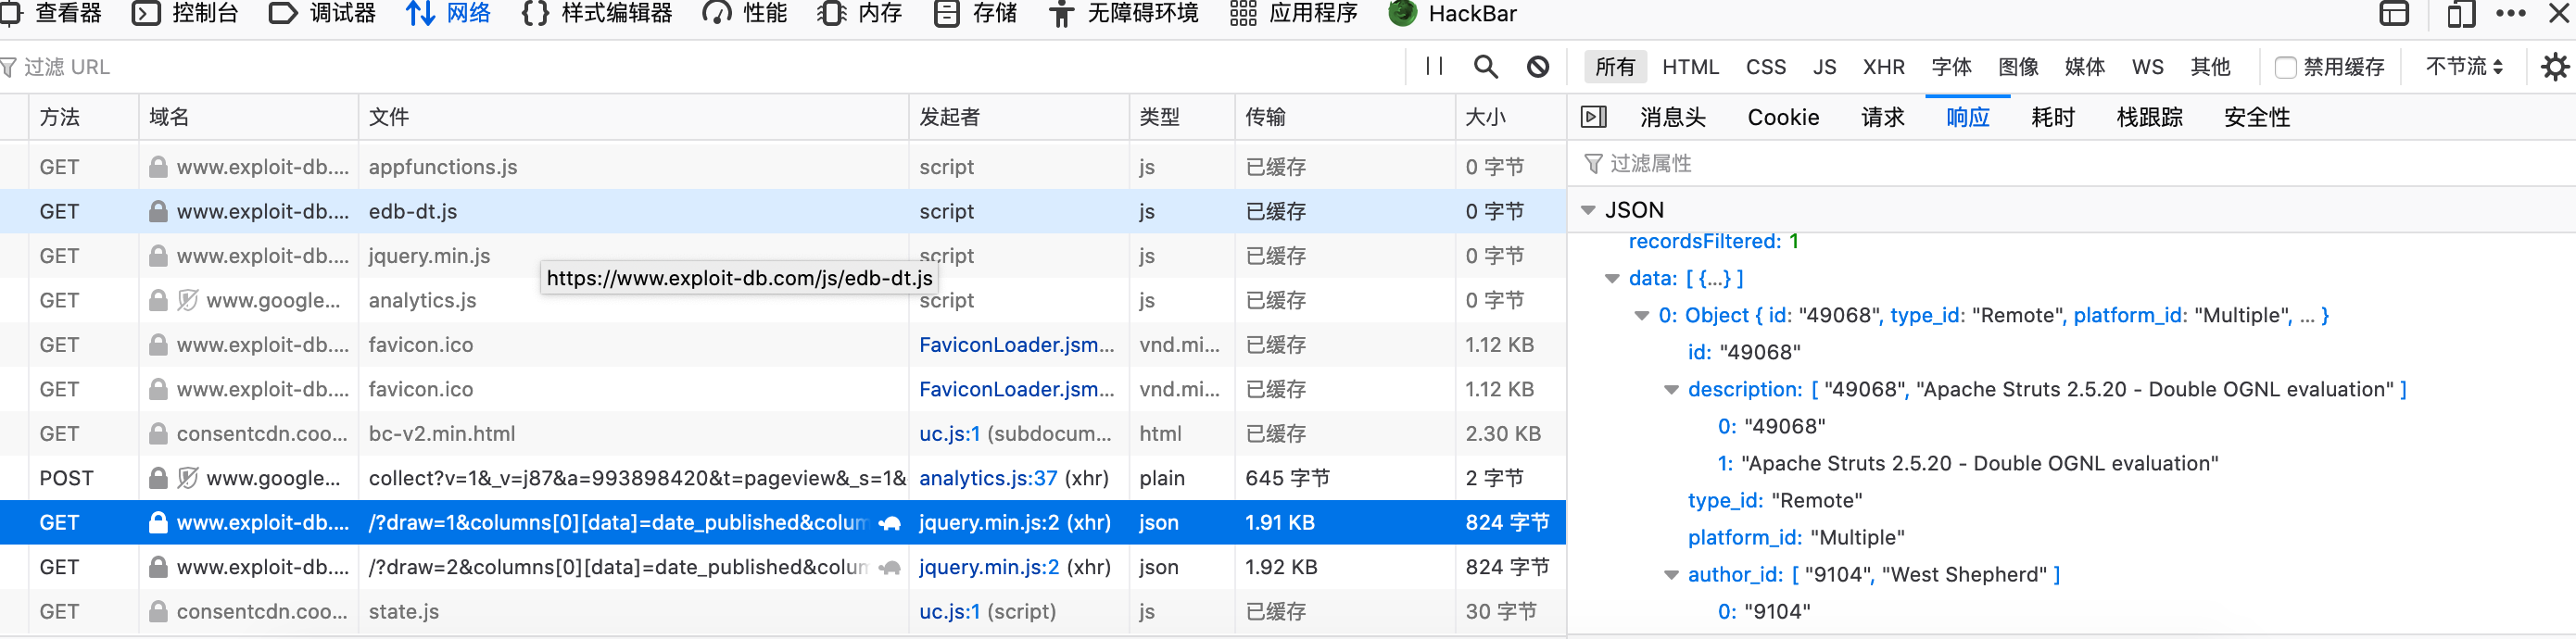 查看器 控制台 调试器 网络 样式编辑器 性能 内存 存储 无障碍环境 应用程序 HackBar
过滤 URL
所有 HTML CSS JS XHR 字体 图像 媒体 WS 其他 禁用缓存 不节流
方法 域名 文件 发起者 类型 传输 大小
GET www.exploit-db.... appfunctions.js script js 已缓存 0 字节
GET www.exploit-db.... edb-dt.js script js 已缓存 0 字节
GET www.exploit-db.... jquery.min.js script js 已缓存 0 字节
https://www.exploit-db.com/js/edb-dt.js
GET www.google... analytics.js script js 已缓存 0 字节
GET www.exploit-db.... favicon.ico FaviconLoader.jsm... vnd.mi... 已缓存 1.12 KB
GET www.exploit-db.... favicon.ico FaviconLoader.jsm... vnd.mi... 已缓存 1.12 KB
GET consentcdn.coo... bc-v2.min.html uc.js:1 (subdocum... html 已缓存 2.30 KB
POST www.google... collect?v=1&_v=j87&a=993898420&t=pageview&_s=1& analytics.js:37 (xhr) plain 645 字节 2 字节
GET www.exploit-db.... /?draw=1&columns[0][data]=date_published&colum jquery.min.js:2 (xhr) json 1.91 KB 824 字节
GET www.exploit-db.... /?draw=2&columns[0][data]=date_published&colum jquery.min.js:2 (xhr) json 1.92 KB 824 字节
GET consentcdn.coo... state.js uc.js:1 (script) js 已缓存 30 字节
消息头 Cookie 请求 响应 耗时 栈跟踪 安全性
过滤属性
JSON
recordsFiltered: 1
data: [ {...} ]
0: Object { id: "49068", type_id: "Remote", platform_id: "Multiple", ... }
id: "49068"
description: [ "49068", "Apache Struts 2.5.20 - Double OGNL evaluation" ]
0: "49068"
1: "Apache Struts 2.5.20 - Double OGNL evaluation"
type_id: "Remote"
platform_id: "Multiple"
author_id: [ "9104", "West Shepherd" ]
0: "9104"